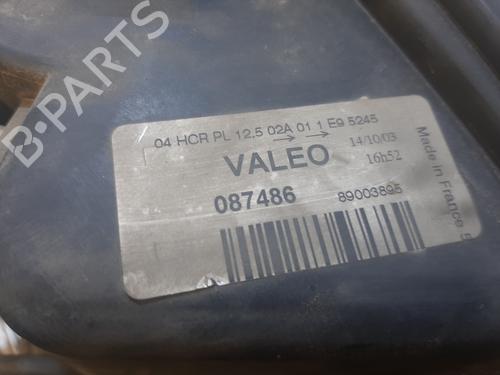 B-PARTS
04 HCR PL 12,5 02A 01 1 E9 5245
VALEO
14/10/03
16h52
087486
89003895
Made in France